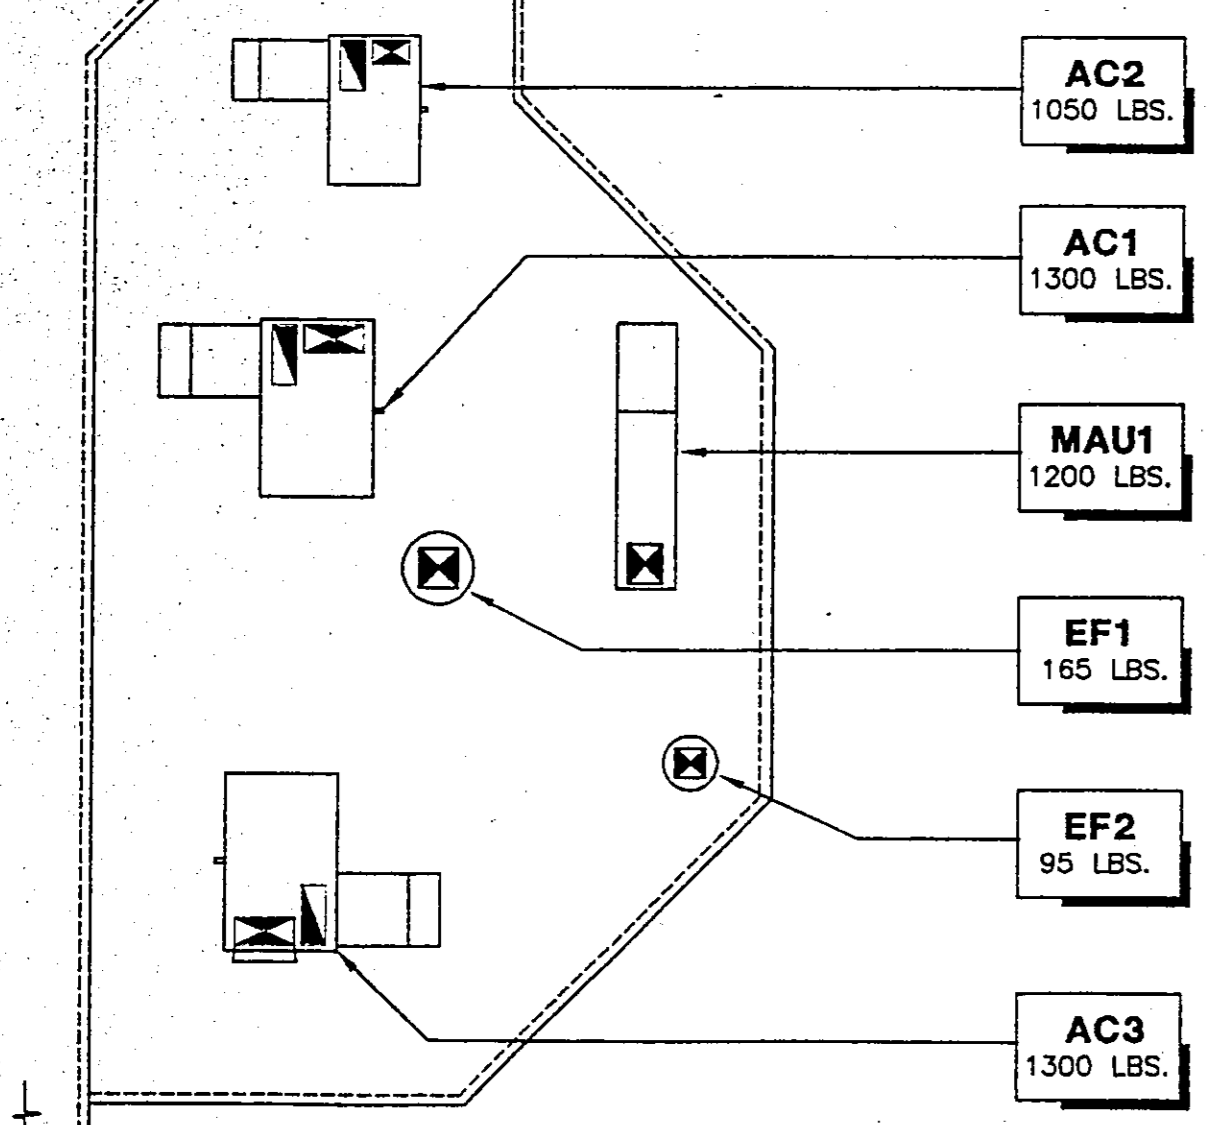 AC2
1050 LBS.
AC1
1300 LBS.
MAU1
1200 LBS.
EF1
165 LBS.
EF2
95 LBS.
AC3
1300 LBS.